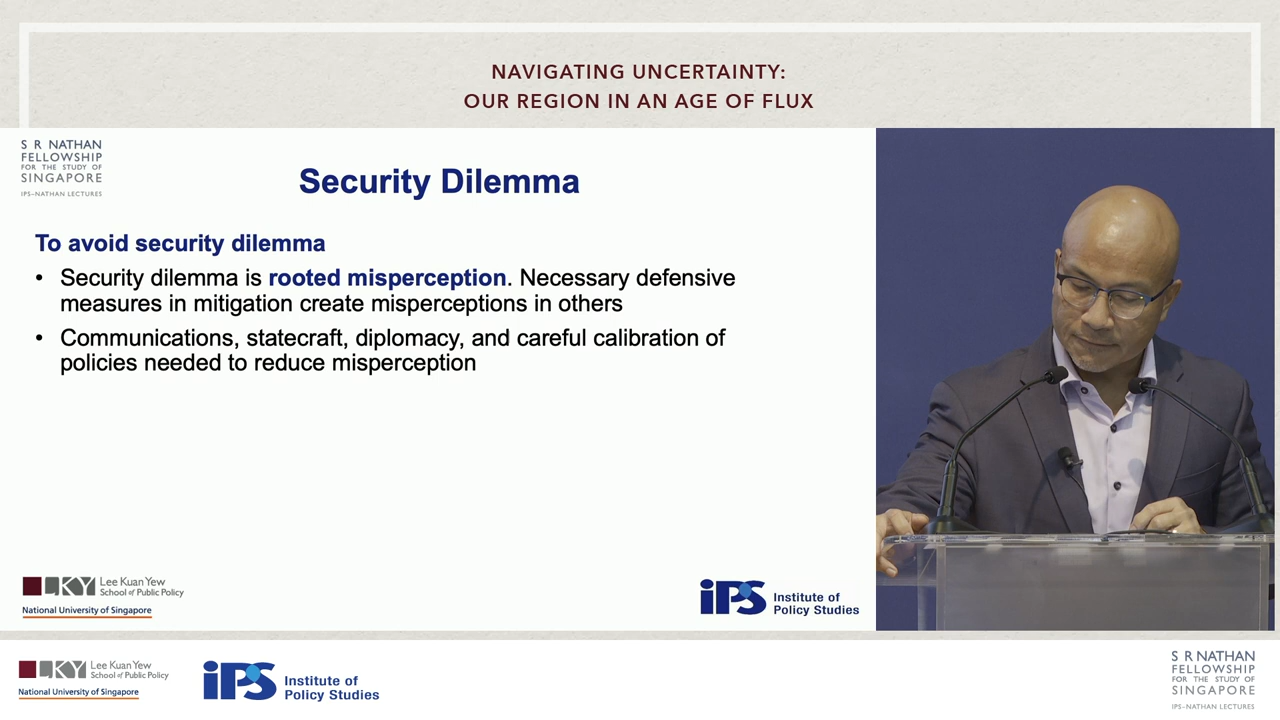 NAVIGATING UNCERTAINTY:
OUR REGION IN AN AGE OF FLUX
S R NATHAN
FELLOWSHIP
FOR THE STUDY OF
SINGAPORE
IPS–NATHAN LECTURES
Security Dilemma
To avoid security dilemma
• Security dilemma is rooted misperception. Necessary defensive
measures in mitigation create misperceptions in others
• Communications, statecraft, diplomacy, and careful calibration of
policies needed to reduce misperception
LKY Lee Kuan Yew
School of Public Policy
National University of Singapore
iPS Institute of
Policy Studies
LKY Lee Kuan Yew
School of Public Policy
National University of Singapore
iPS Institute of
Policy Studies
S R NATHAN
FELLOWSHIP
FOR THE STUDY OF
SINGAPORE
IPS–NATHAN LECTURES